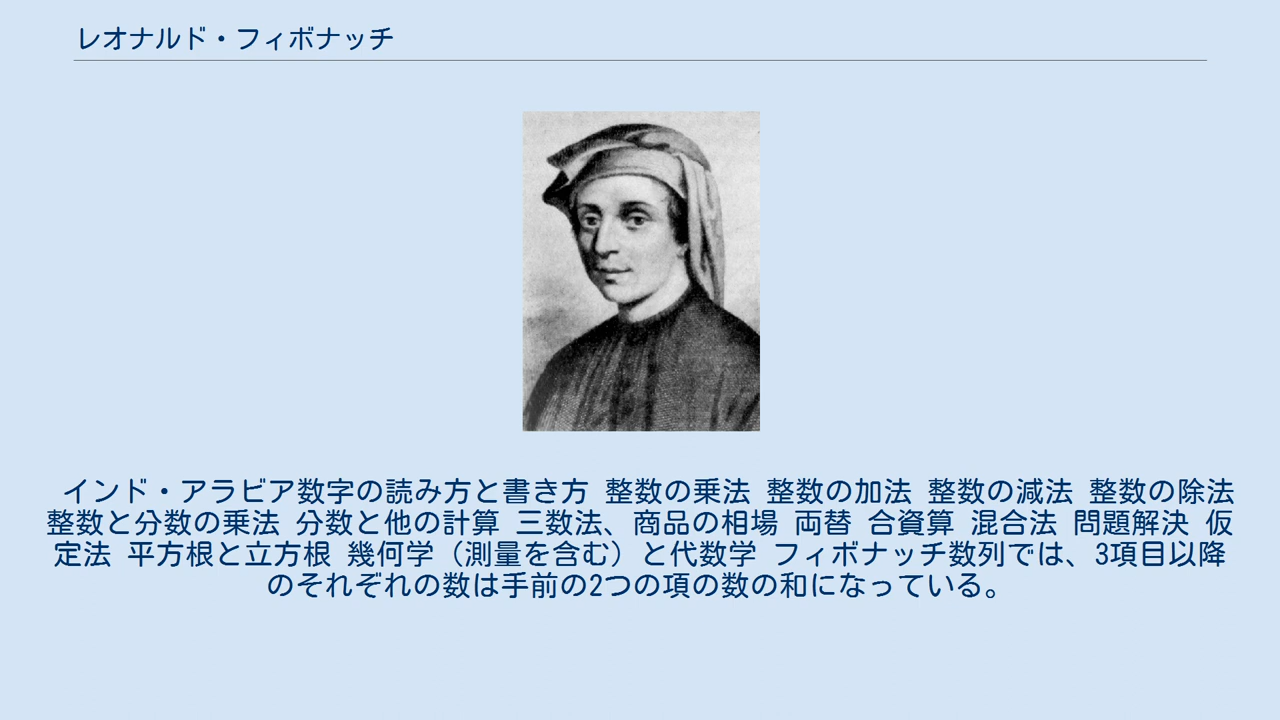 レオナルド・フィボナッチ
インド・アラビア数字の読み方と書き方 整数の乗法 整数の加法 整数の減法 整数の除法
整数と分数の乗法 分数と他の計算 三数法、商品の相場 両替 合資算 混合法 問題解決 仮
定法 平方根と立方根 幾何学（測量を含む）と代数学 フィボナッチ数列では、3項目以降
のそれぞれの数は手前の2つの項の数の和になっている。